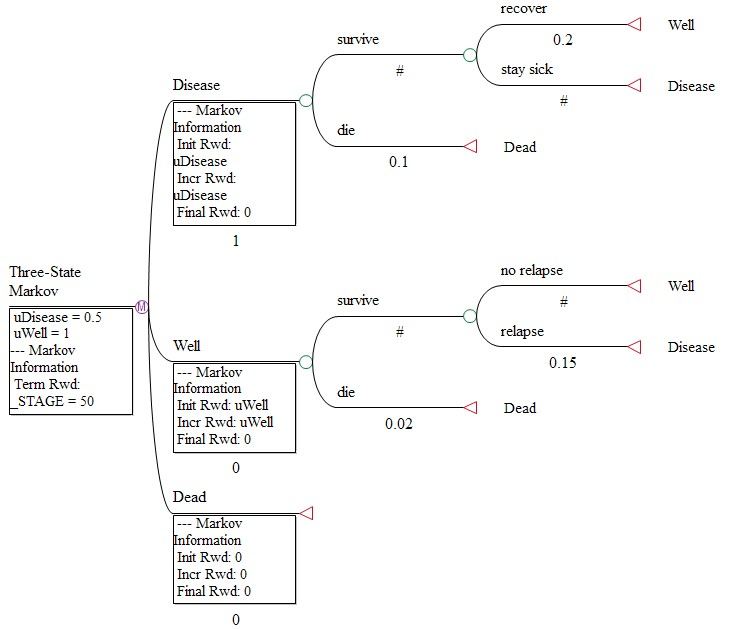 recover
Well
0.2
survive
#
stay sick
Disease
#
Disease
--- Markov
Information
Init Rwd:
uDisease
Incr Rwd:
uDisease
Final Rwd: 0
1
die
Dead
0.1
Three-State
Markov
uDisease = 0.5
uWell = 1
--- Markov
Information
Term Rwd:
_STAGE = 50
M
no relapse
Well
#
survive
#
relapse
Disease
0.15
Well
--- Markov
Information
Init Rwd: uWell
Incr Rwd: uWell
Final Rwd: 0
0
die
Dead
0.02
Dead
--- Markov
Information
Init Rwd: 0
Incr Rwd: 0
Final Rwd: 0
0